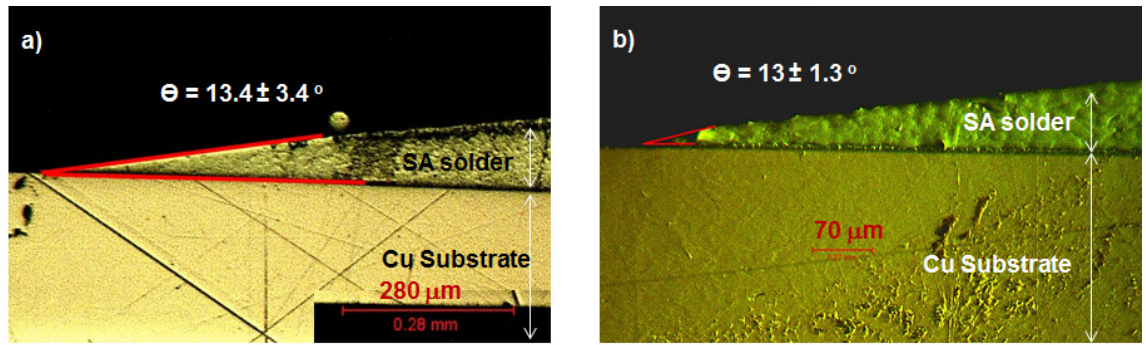 a)
Ɵ = 13.4 ± 3.4 º
SA solder
Cu Substrate
280 µm
0.28 mm
b)
Ɵ = 13 ± 1.3 º
SA solder
70 µm
Cu Substrate